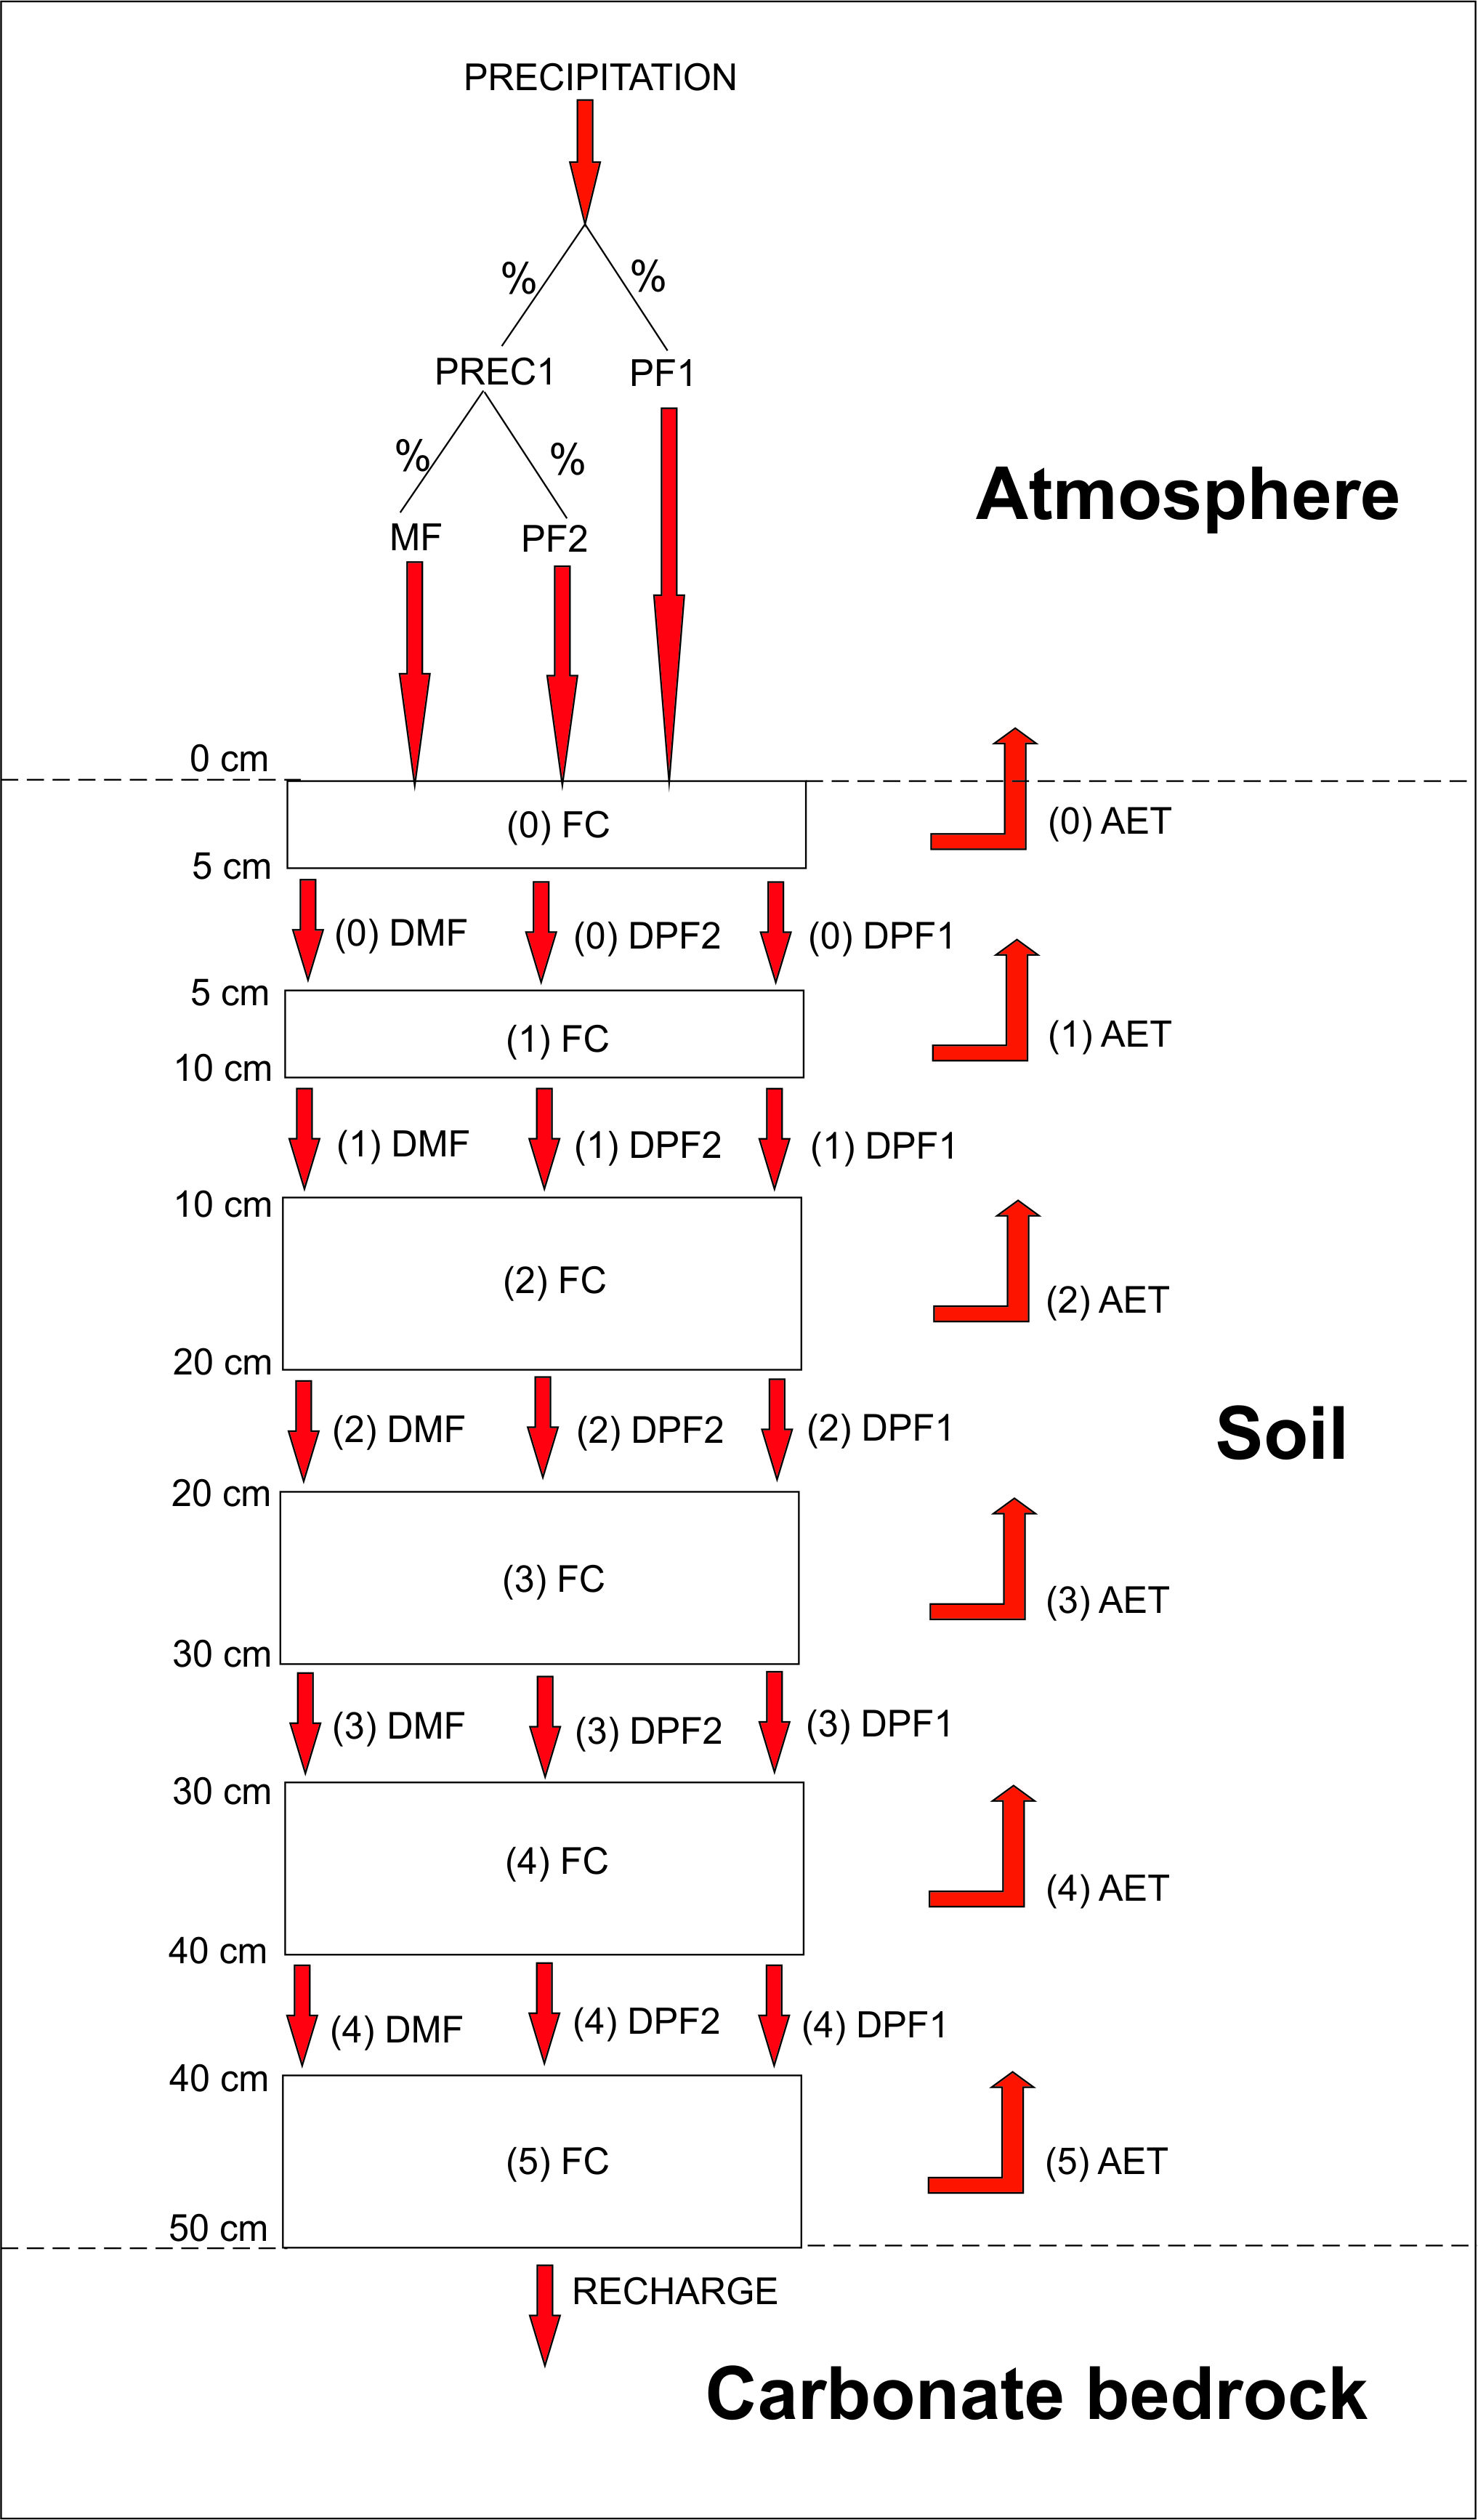 PRECIPITATION
% %
PREC1 PF1
% %
MF PF2
Atmosphere
0 cm
(0) FC
(0) AET
5 cm
(0) DMF (0) DPF2 (0) DPF1
5 cm
(1) FC
(1) AET
10 cm
(1) DMF (1) DPF2 (1) DPF1
10 cm
(2) FC
(2) AET
20 cm
(2) DMF (2) DPF2 (2) DPF1
Soil
20 cm
(3) FC
(3) AET
30 cm
(3) DMF (3) DPF2 (3) DPF1
30 cm
(4) FC
(4) AET
40 cm
(4) DMF (4) DPF2 (4) DPF1
40 cm
(5) FC
(5) AET
50 cm
RECHARGE
Carbonate bedrock